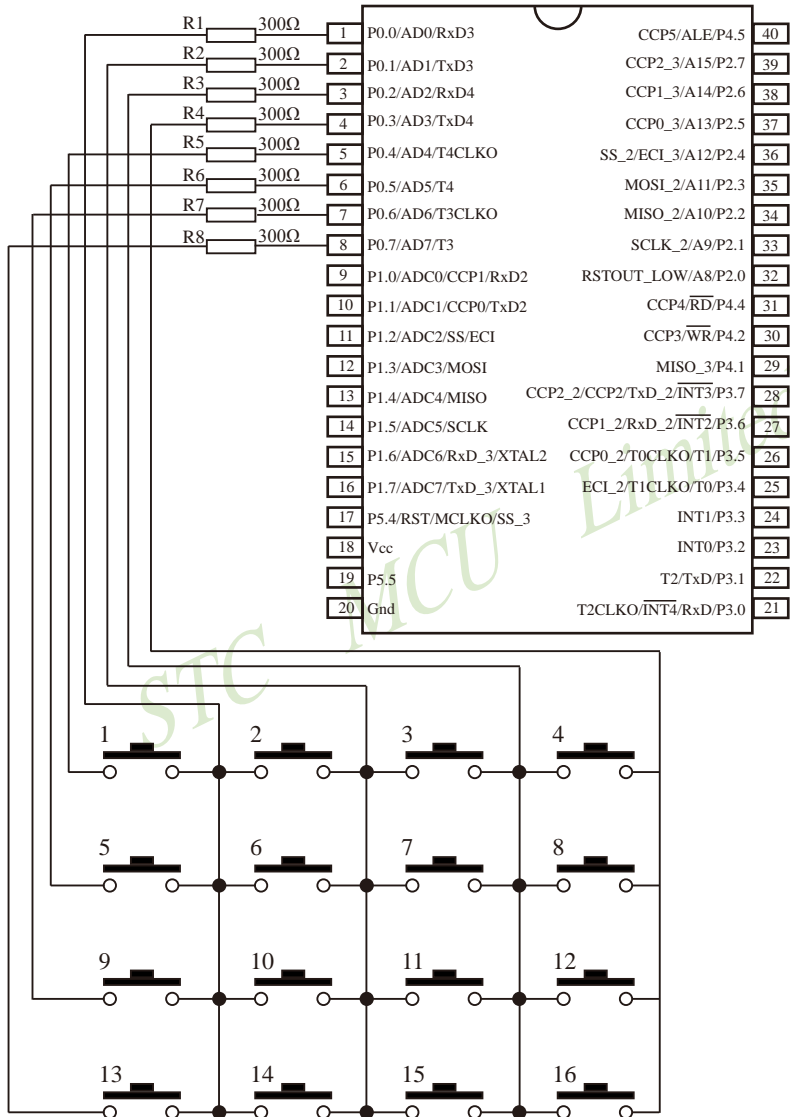 R1 300Ω 1 P0.0/AD0/RxD3 CCP5/ALE/P4.5 40
R2 300Ω 2 P0.1/AD1/TxD3 CCP2_3/A15/P2.7 39
R3 300Ω 3 P0.2/AD2/RxD4 CCP1_3/A14/P2.6 38
R4 300Ω 4 P0.3/AD3/TxD4 CCP0_3/A13/P2.5 37
R5 300Ω 5 P0.4/AD4/T4CLKO SS_2/ECI_3/A12/P2.4 36
R6 300Ω 6 P0.5/AD5/T4 MOSI_2/A11/P2.3 35
R7 300Ω 7 P0.6/AD6/T3CLKO MISO_2/A10/P2.2 34
R8 300Ω 8 P0.7/AD7/T3 SCLK_2/A9/P2.1 33
9 P1.0/ADC0/CCP1/RxD2 RSTOUT_LOW/A8/P2.0 32
10 P1.1/ADC1/CCP0/TxD2 CCP4/RD/P4.4 31
11 P1.2/ADC2/SS/ECI CCP3/WR/P4.2 30
12 P1.3/ADC3/MOSI MISO_3/P4.1 29
13 P1.4/ADC4/MISO CCP2_2/CCP2/TxD_2/INT3/P3.7 28
14 P1.5/ADC5/SCLK CCP1_2/RxD_2/INT2/P3.6 27
15 P1.6/ADC6/RxD_3/XTAL2 CCP0_2/T0CLKO/T1/P3.5 26
16 P1.7/ADC7/TxD_3/XTAL1 ECI_2/T1CLKO/T0/P3.4 25
17 P5.4/RST/MCLKO/SS_3 INT1/P3.3 24
18 Vcc INT0/P3.2 23
19 P5.5 T2/TxD/P3.1 22
20 Gnd T2CLKO/INT4/RxD/P3.0 21
STC MCU Limited
1 2 3 4
5 6 7 8
9 10 11 12
13 14 15 16